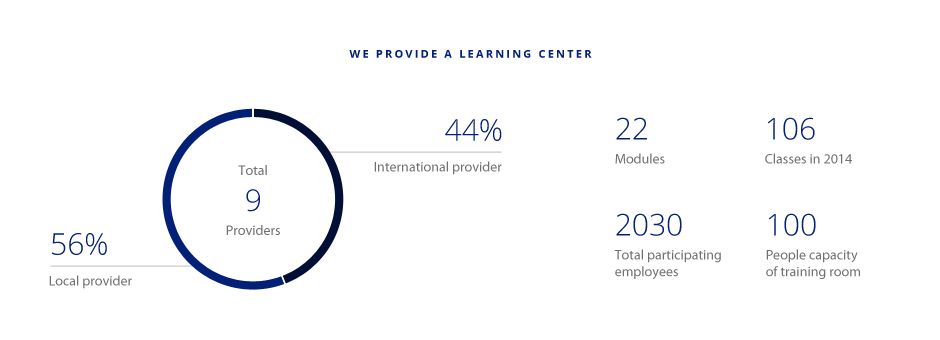 WE PROVIDE A LEARNING CENTER
44%
International provider
Total
9
Providers
56%
Local provider
22
Modules
106
Classes in 2014
2030
Total participating
employees
100
People capacity
of training room